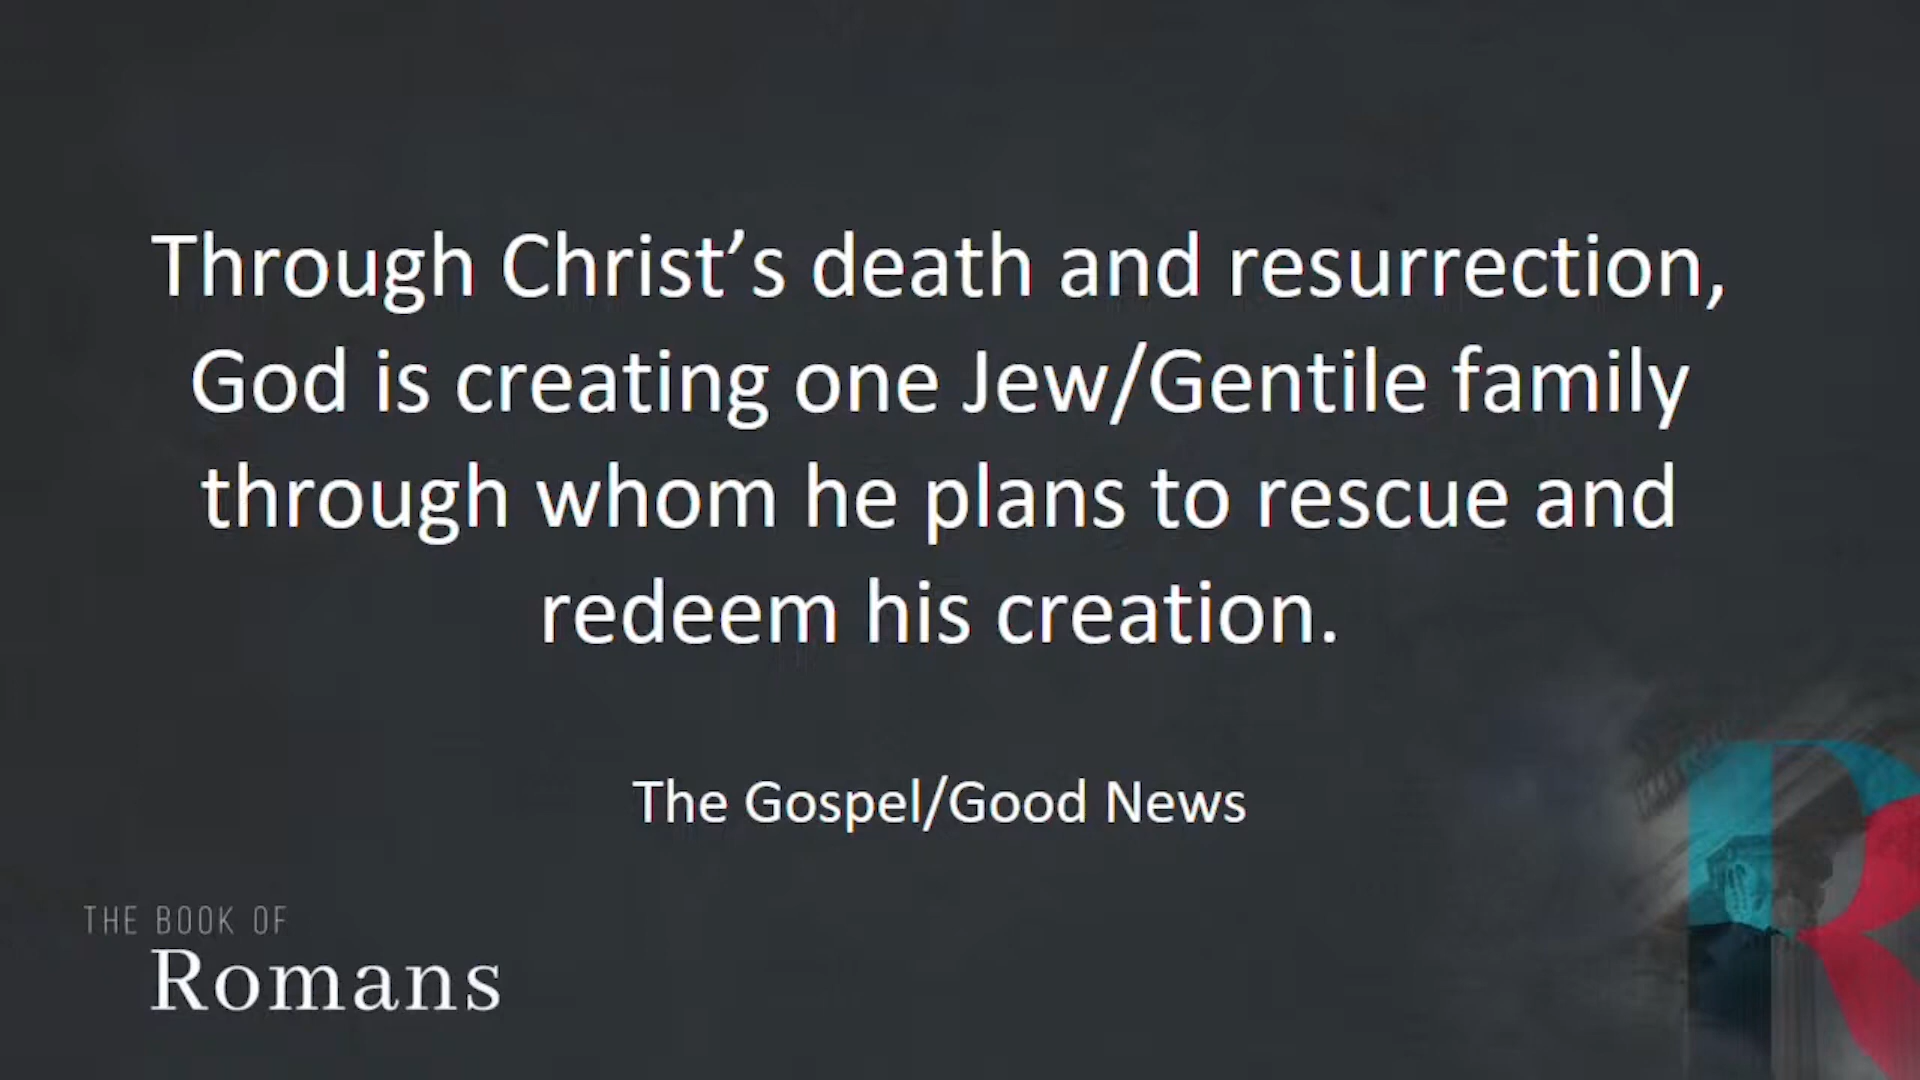 Through Christ’s death and resurrection,
God is creating one Jew/Gentile family
through whom he plans to rescue and
redeem his creation.
The Gospel/Good News
THE BOOK OF
Romans
R